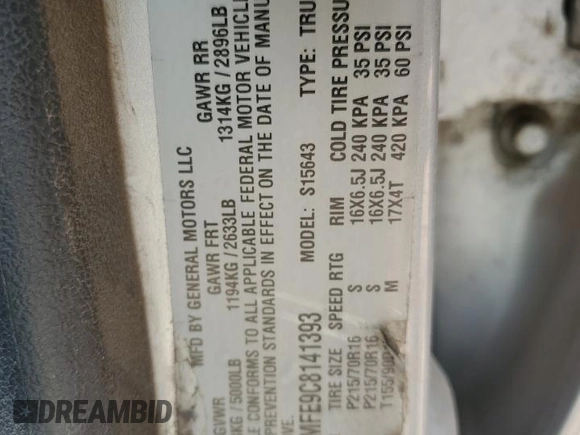 MFD BY GENERAL MOTORS LLC
GVWR GAWR FRT GAWR RR
KG/5000LB 1194KG/2633LB 1314KG/2896LB
CONFORMS TO ALL APPLICABLE FEDERAL MOTOR VEHICLE
PREVENTION STANDARDS IN EFFECT ON THE DATE OF MANU
MFE9C8141393 MODEL: S15643 TYPE: TRU
TIRE SIZE SPEED RTG RIM COLD TIRE PRESSU
P215/70R16 S 16X6.5J 240 KPA 35 PSI
P215/70R16 S 16X6.5J 240 KPA 35 PSI
M 17X4T 420 KPA 60 PSI
DREAMBID